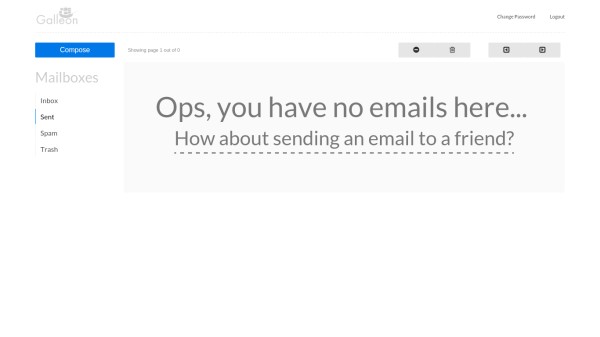 Galleon
Change Password
Logout
Compose
Showing page 1 out of 0
Mailboxes
Inbox
Sent
Spam
Trash
Ops, you have no emails here...
How about sending an email to a friend?